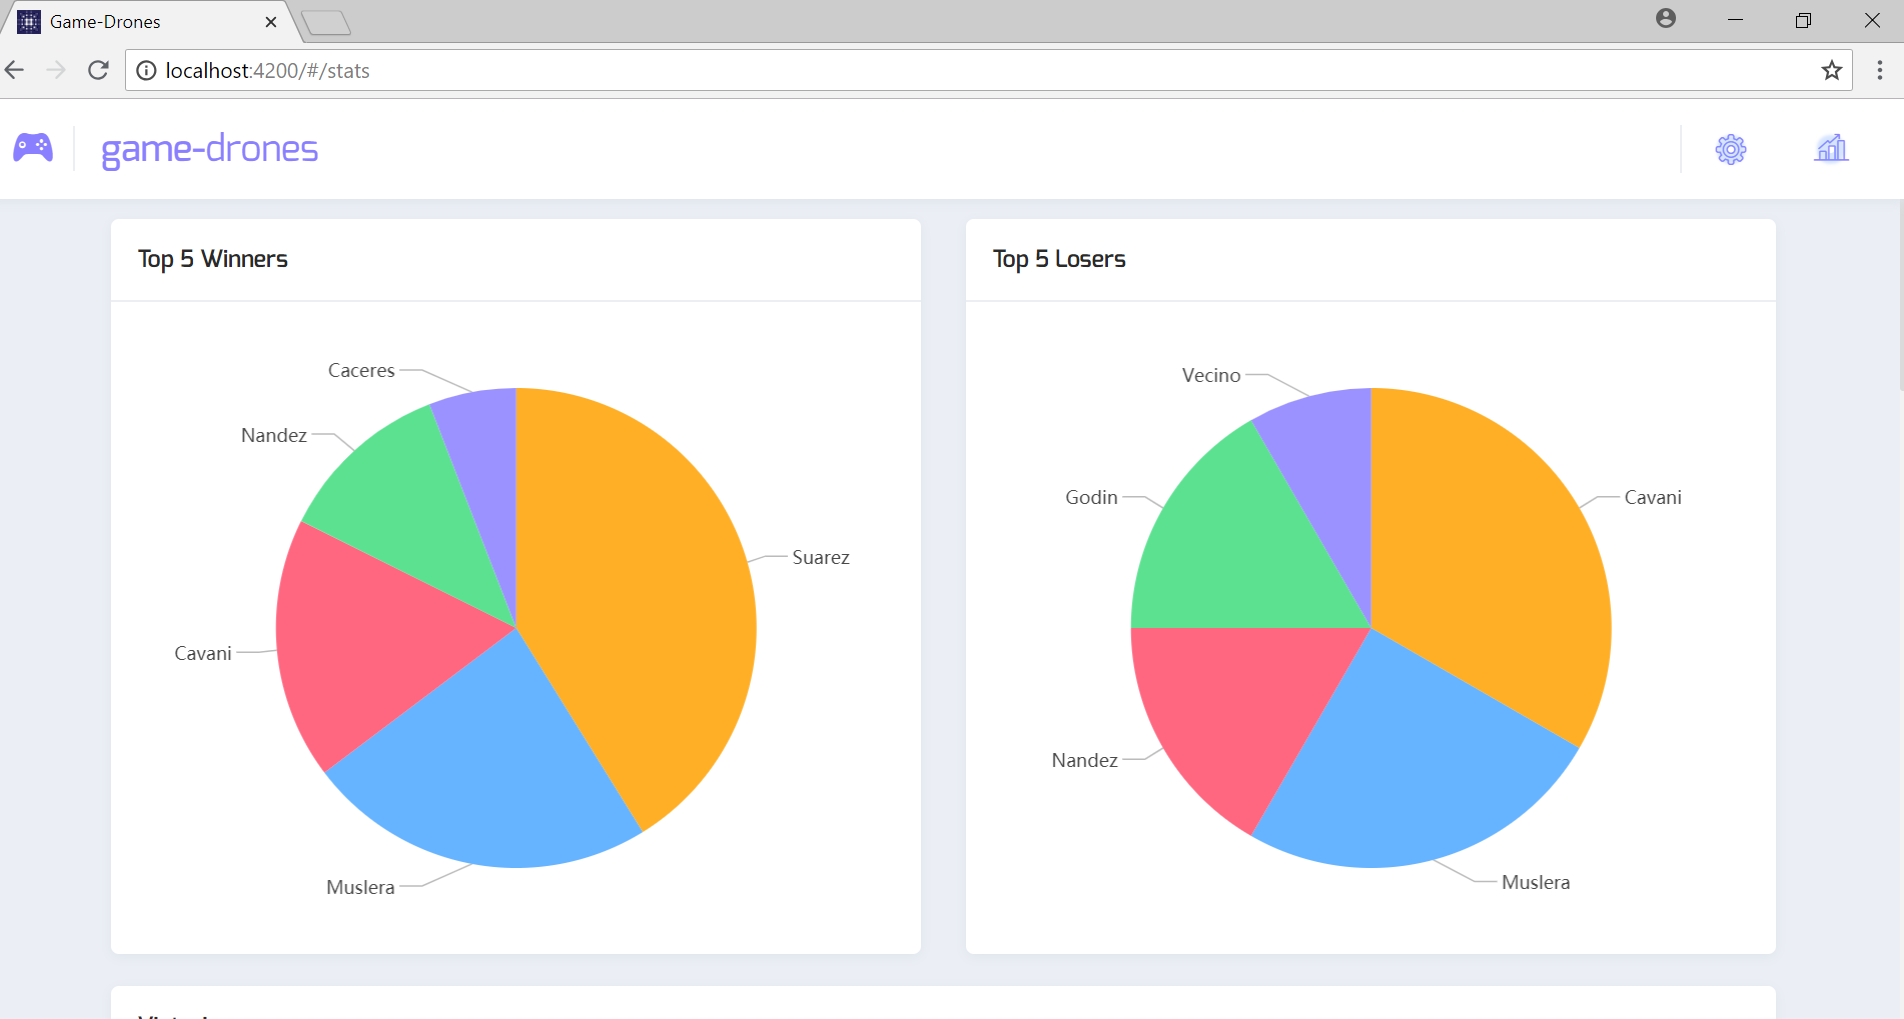 Game-Drones
localhost:4200/#/stats
game-drones
Top 5 Winners
Top 5 Losers
Caceres
Nandez
Suarez
Cavani
Muslera
Vecino
Godin
Cavani
Nandez
Muslera